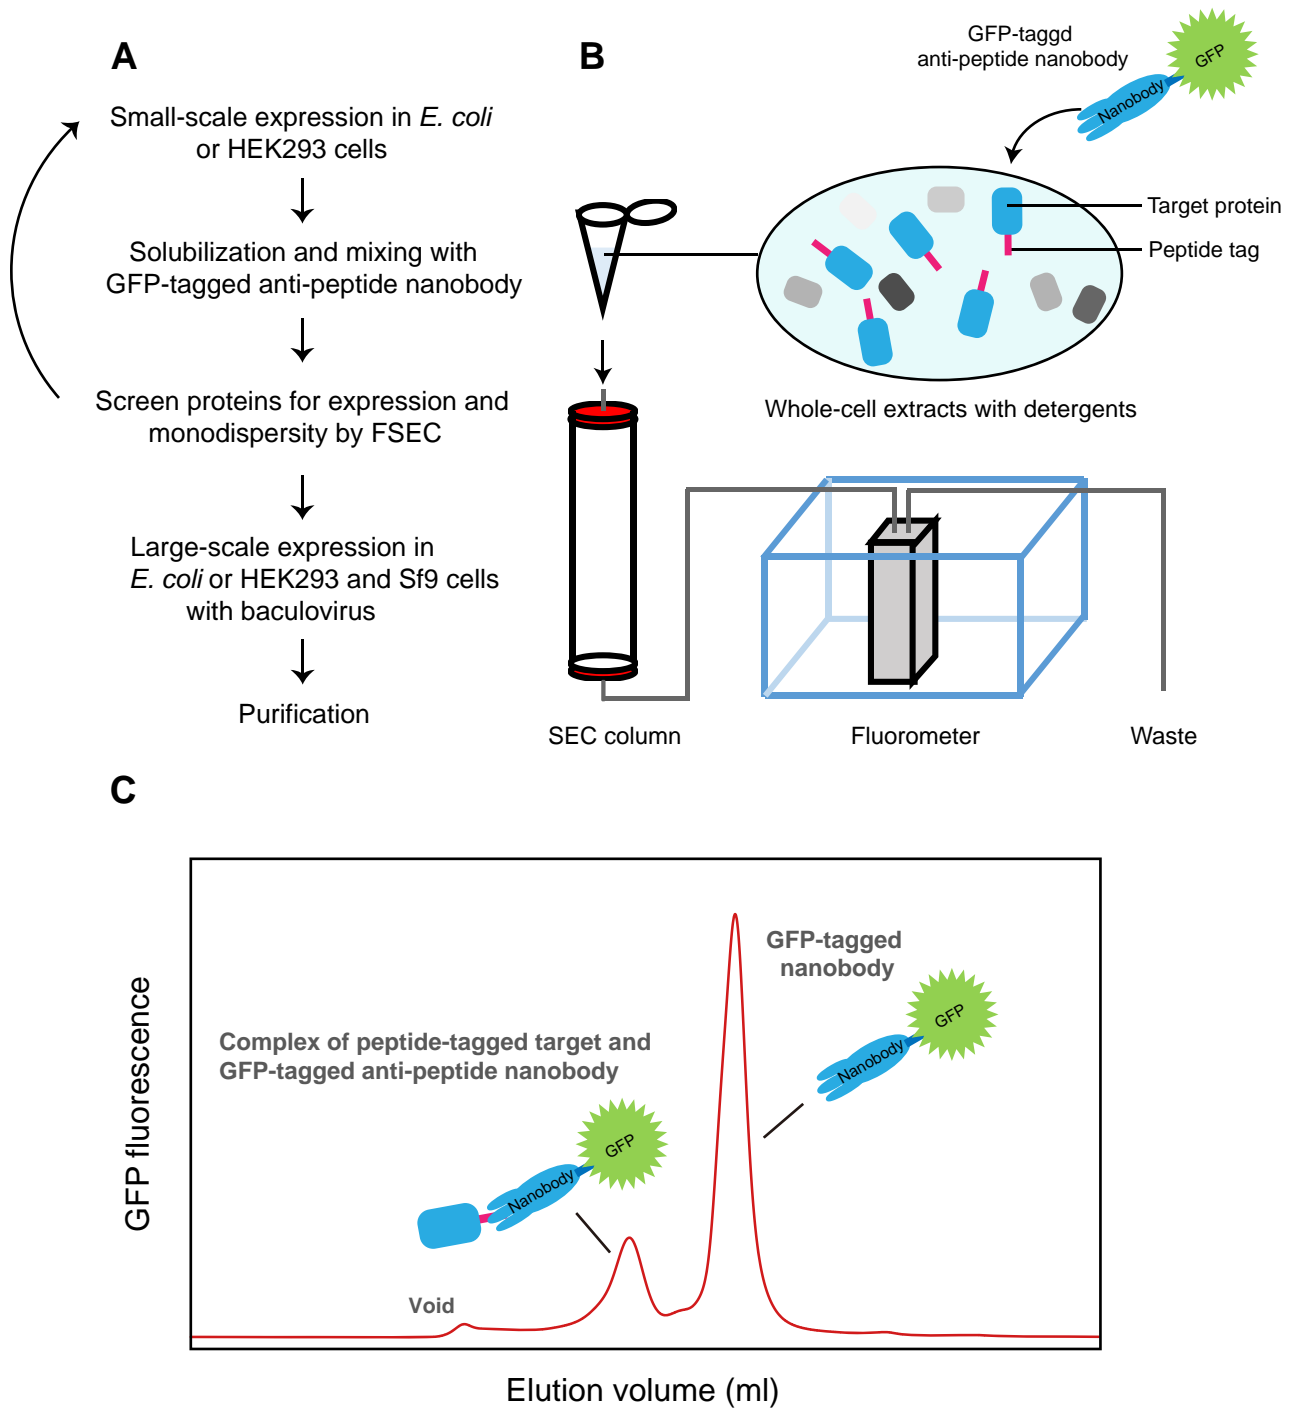 A
Small-scale expression in E. coli
or HEK293 cells
Solubilization and mixing with
GFP-tagged anti-peptide nanobody
Screen proteins for expression and
monodispersity by FSEC
Large-scale expression in
E. coli or HEK293 and Sf9 cells
with baculovirus
Purification
B
GFP-taggd
anti-peptide nanobody
Nanobody
GFP
Target protein
Peptide tag
Whole-cell extracts with detergents
SEC column
Fluorometer
Waste
C
GFP fluorescence
GFP-tagged
nanobody
Nanobody
GFP
Complex of peptide-tagged target and
GFP-tagged anti-peptide nanobody
Nanobody
GFP
Void
Elution volume (ml)